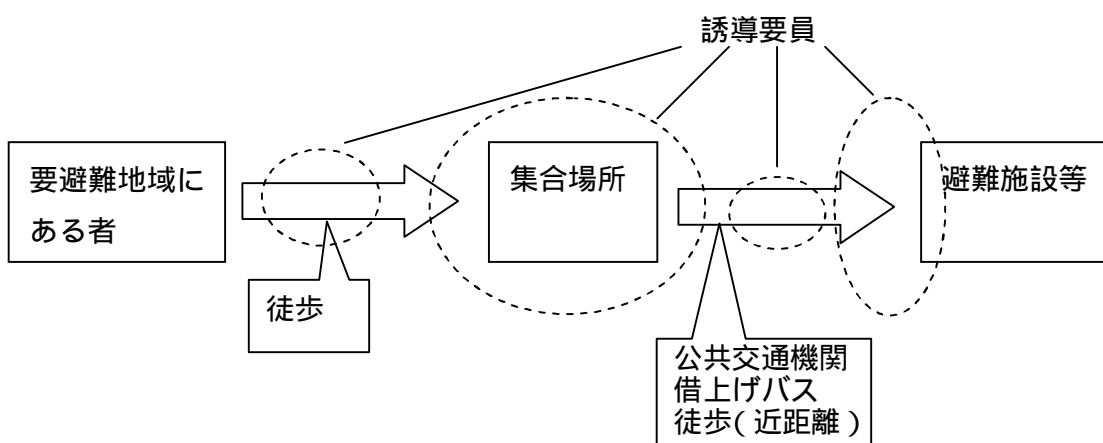 誘導要員
要避難地域に
ある者
集合場所
避難施設等
徒歩
公共交通機関
借上げバス
徒歩(近距離)